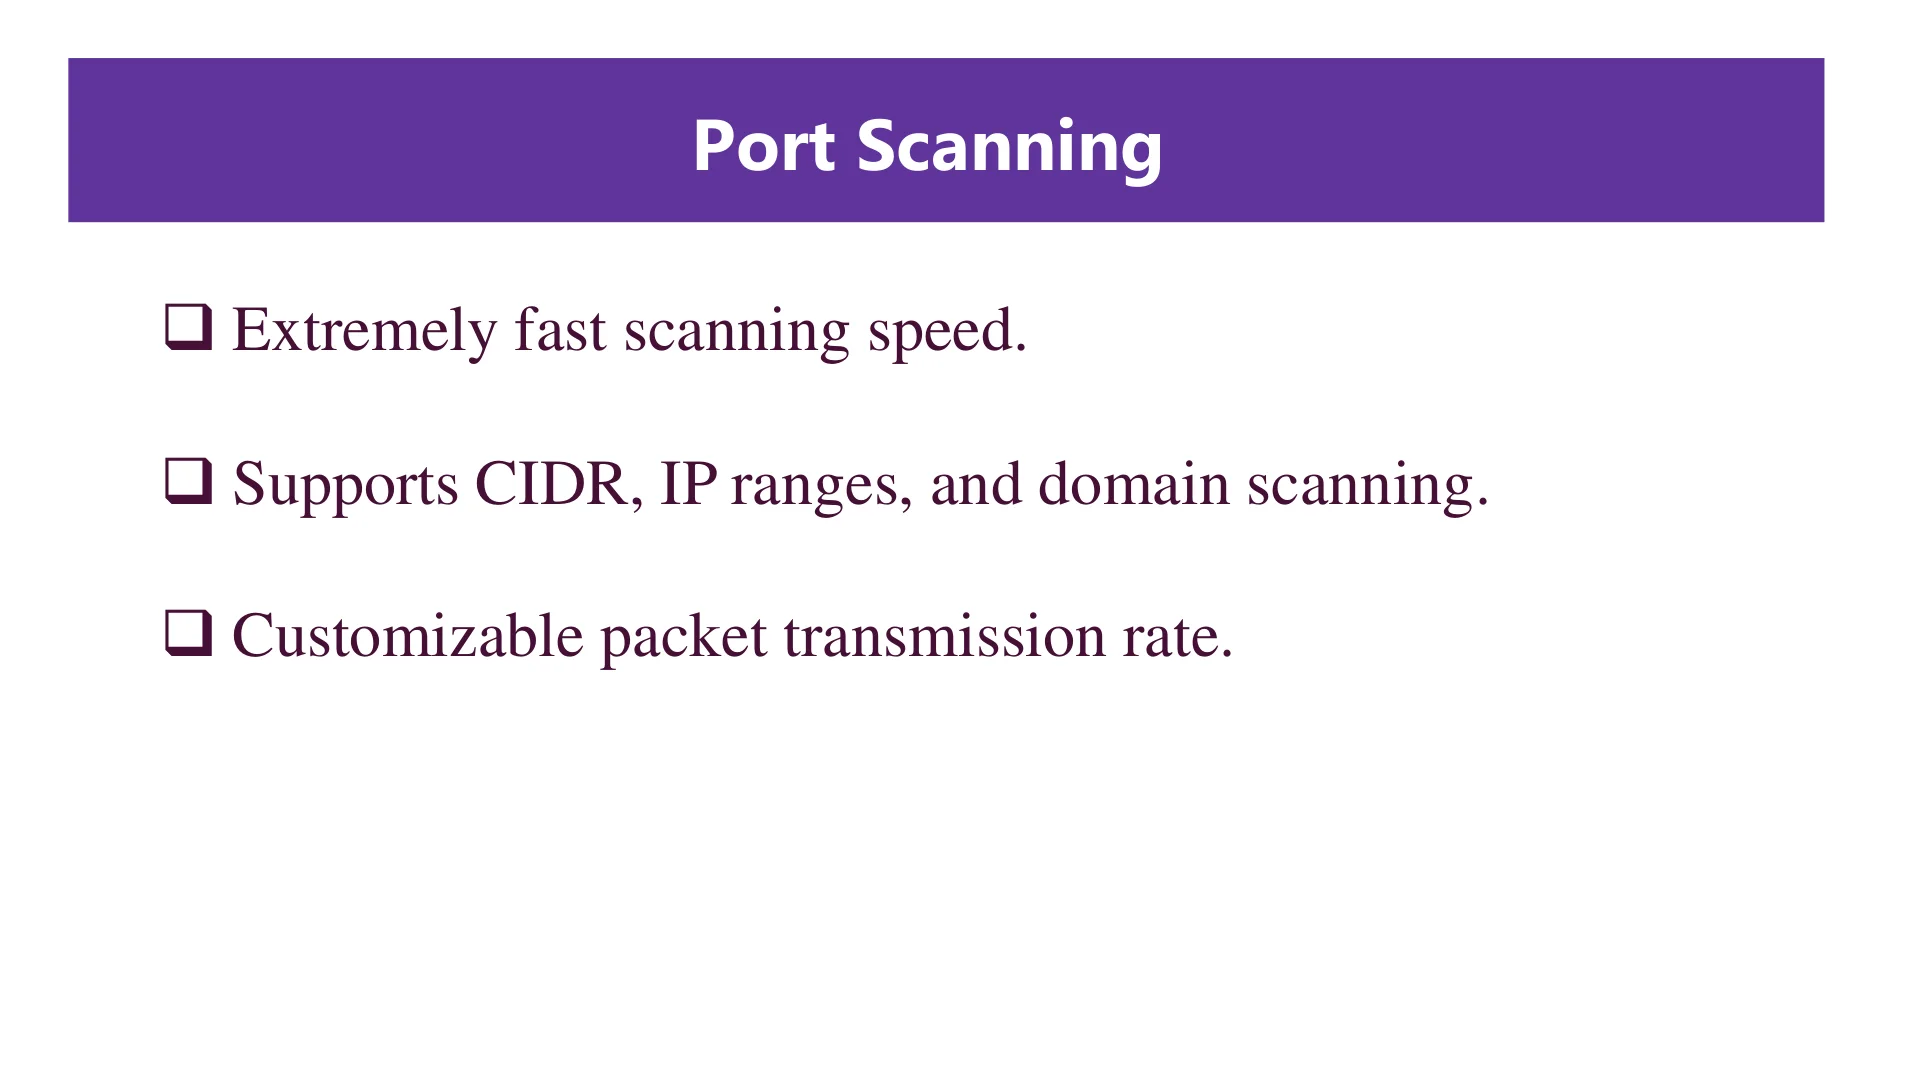 Port Scanning
❑ Extremely fast scanning speed.
❑ Supports CIDR, IP ranges, and domain scanning.
❑ Customizable packet transmission rate.